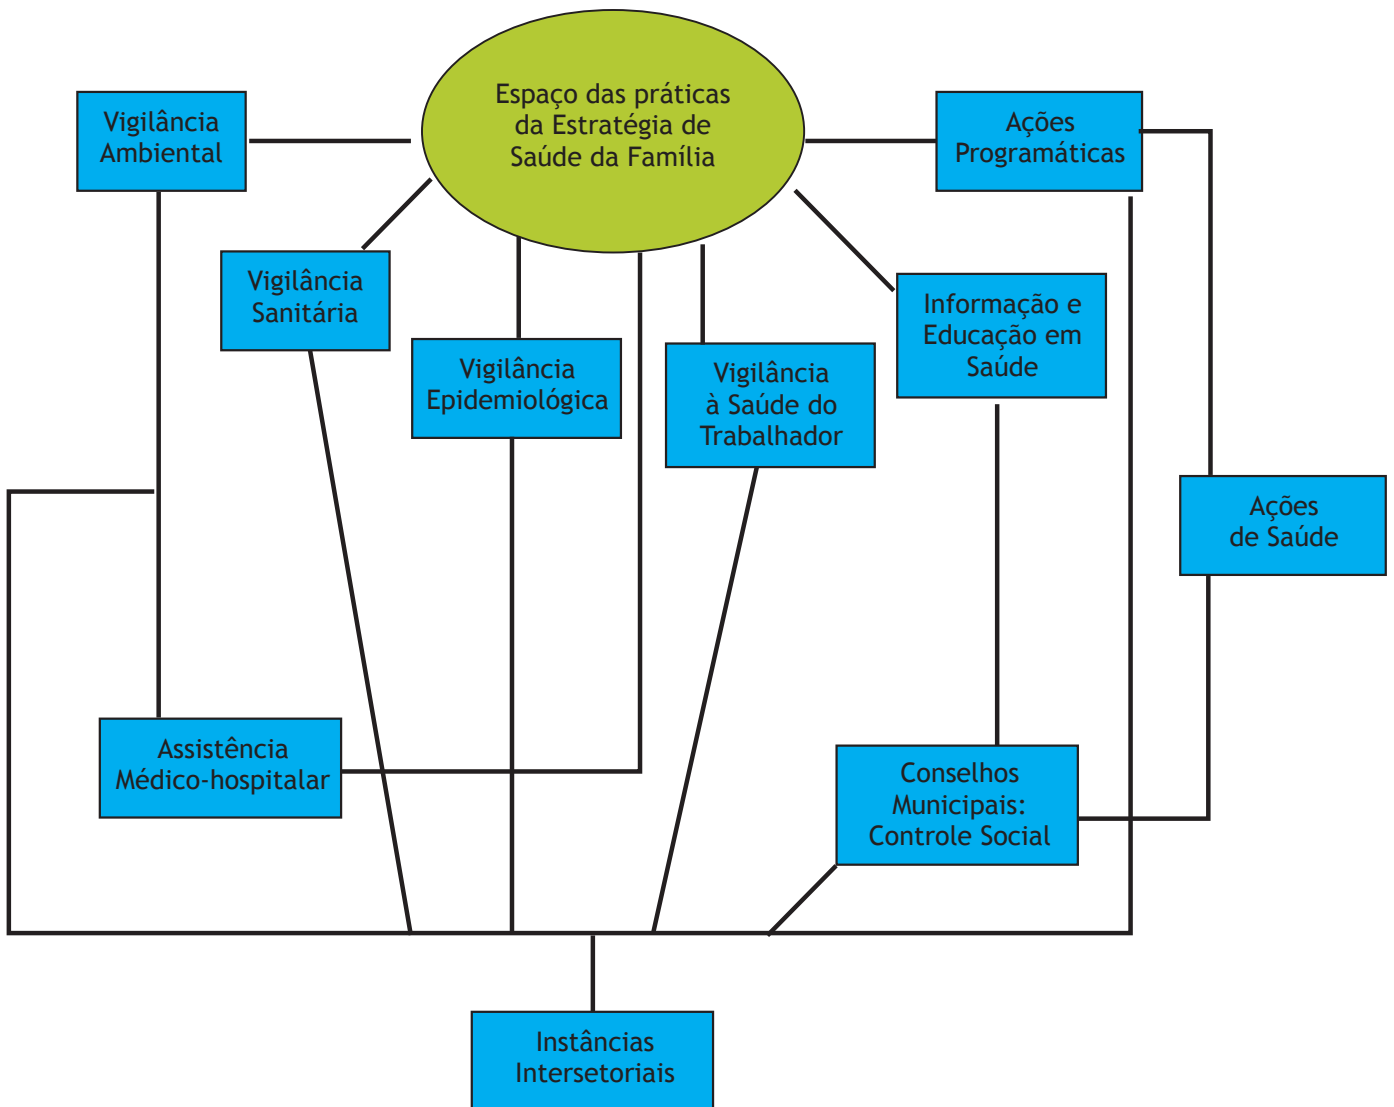 Espaço das práticas
da Estratégia de
Saúde da Família
Vigilância
Ambiental
Ações
Programáticas
Vigilância
Sanitária
Informação e
Educação em
Saúde
Vigilância
Epidemiológica
Vigilância
à Saúde do
Trabalhador
Ações
de Saúde
Assistência
Médico-hospitalar
Conselhos
Municipais:
Controle Social
Instâncias
Intersetoriais